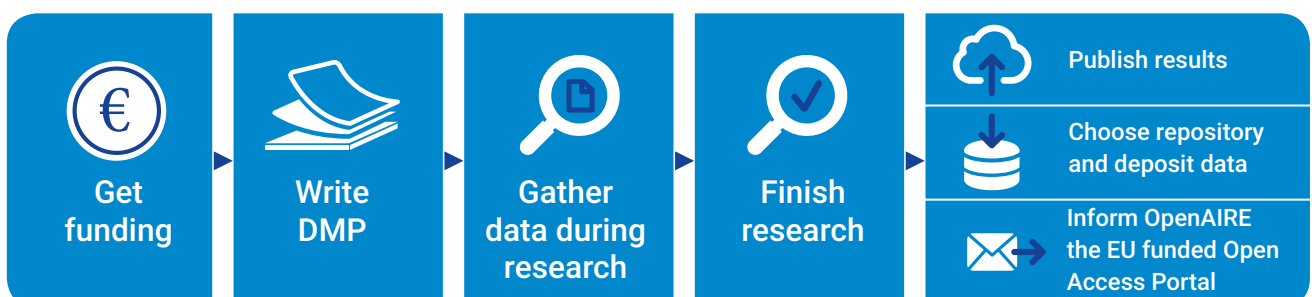 €
Get
funding
Write
DMP
Gather
data during
research
Finish
research
Publish results
Choose repository
and deposit data
Inform OpenAIRE
the EU funded Open
Access Portal